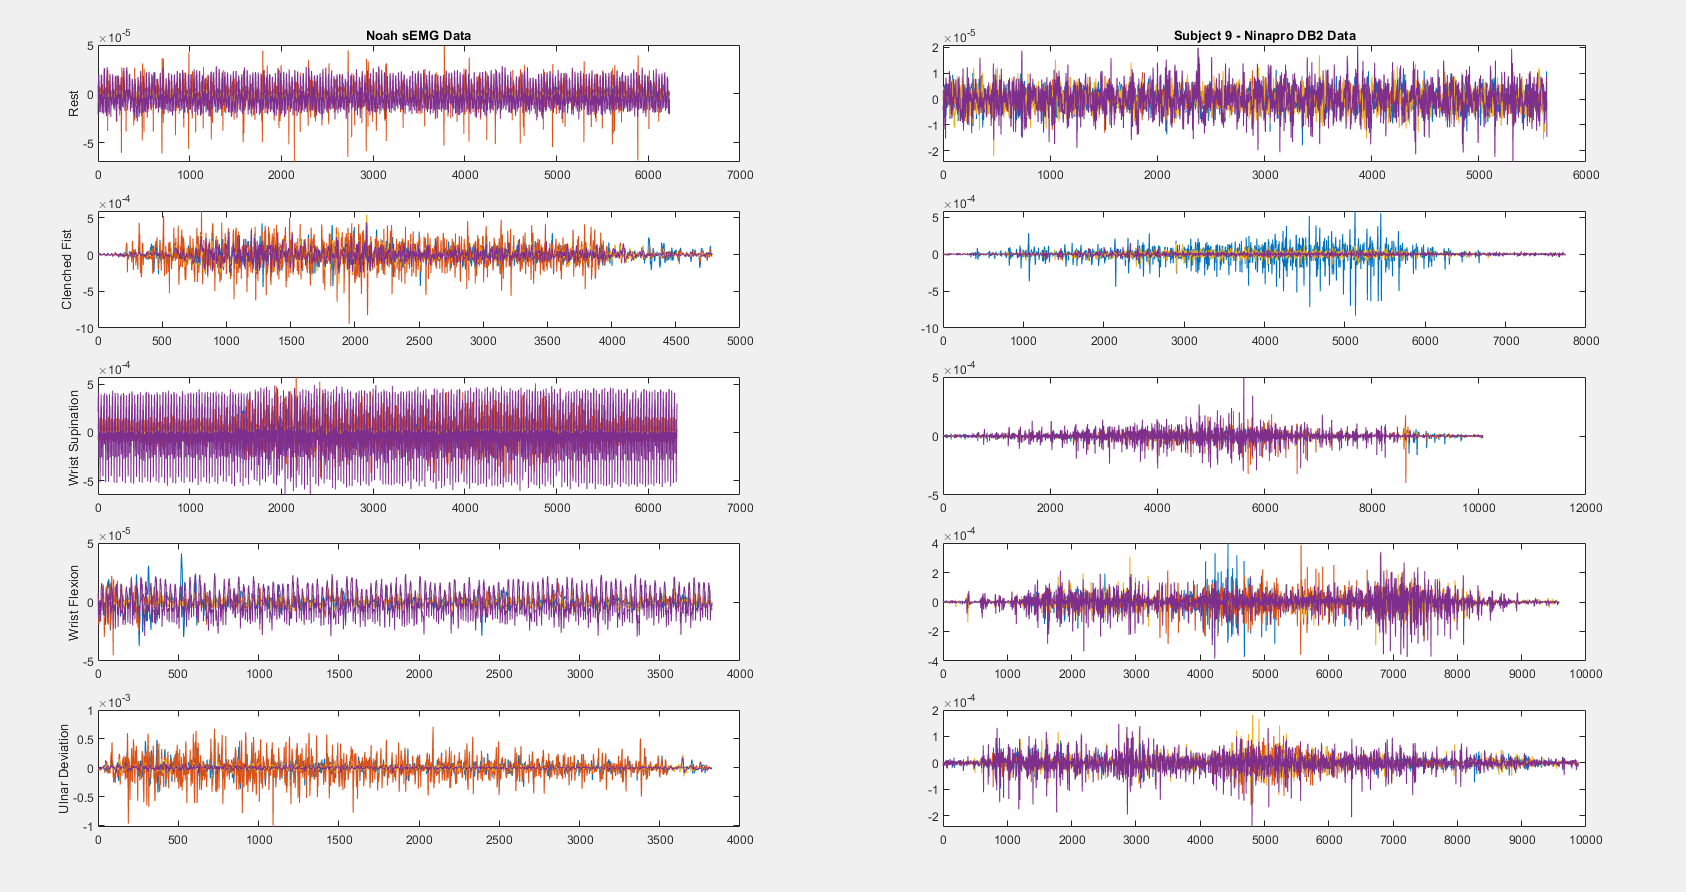 Noah sEMG Data
×10-5
5
0
-5
Rest
0 1000 2000 3000 4000 5000 6000 7000
×10-4
5
0
-5
-10
Clenched Fist
0 500 1000 1500 2000 2500 3000 3500 4000 4500 5000
×10-4
5
0
-5
Wrist Supination
0 1000 2000 3000 4000 5000 6000 7000
×10-5
5
0
-5
Wrist Flexion
0 500 1000 1500 2000 2500 3000 3500 4000
×10-3
1
0.5
0
-0.5
-1
Ulnar Deviation
0 500 1000 1500 2000 2500 3000 3500 4000
Subject 9 - Ninapro DB2 Data
×10-5
2
1
0
-1
-2
0 1000 2000 3000 4000 5000 6000
×10-4
5
0
-5
-10
0 1000 2000 3000 4000 5000 6000 7000 8000
×10-4
5
0
-5
0 2000 4000 6000 8000 10000 12000
×10-4
4
2
0
-2
-4
0 1000 2000 3000 4000 5000 6000 7000 8000 9000 10000
×10-4
2
1
0
-1
-2
0 1000 2000 3000 4000 5000 6000 7000 8000 9000 10000